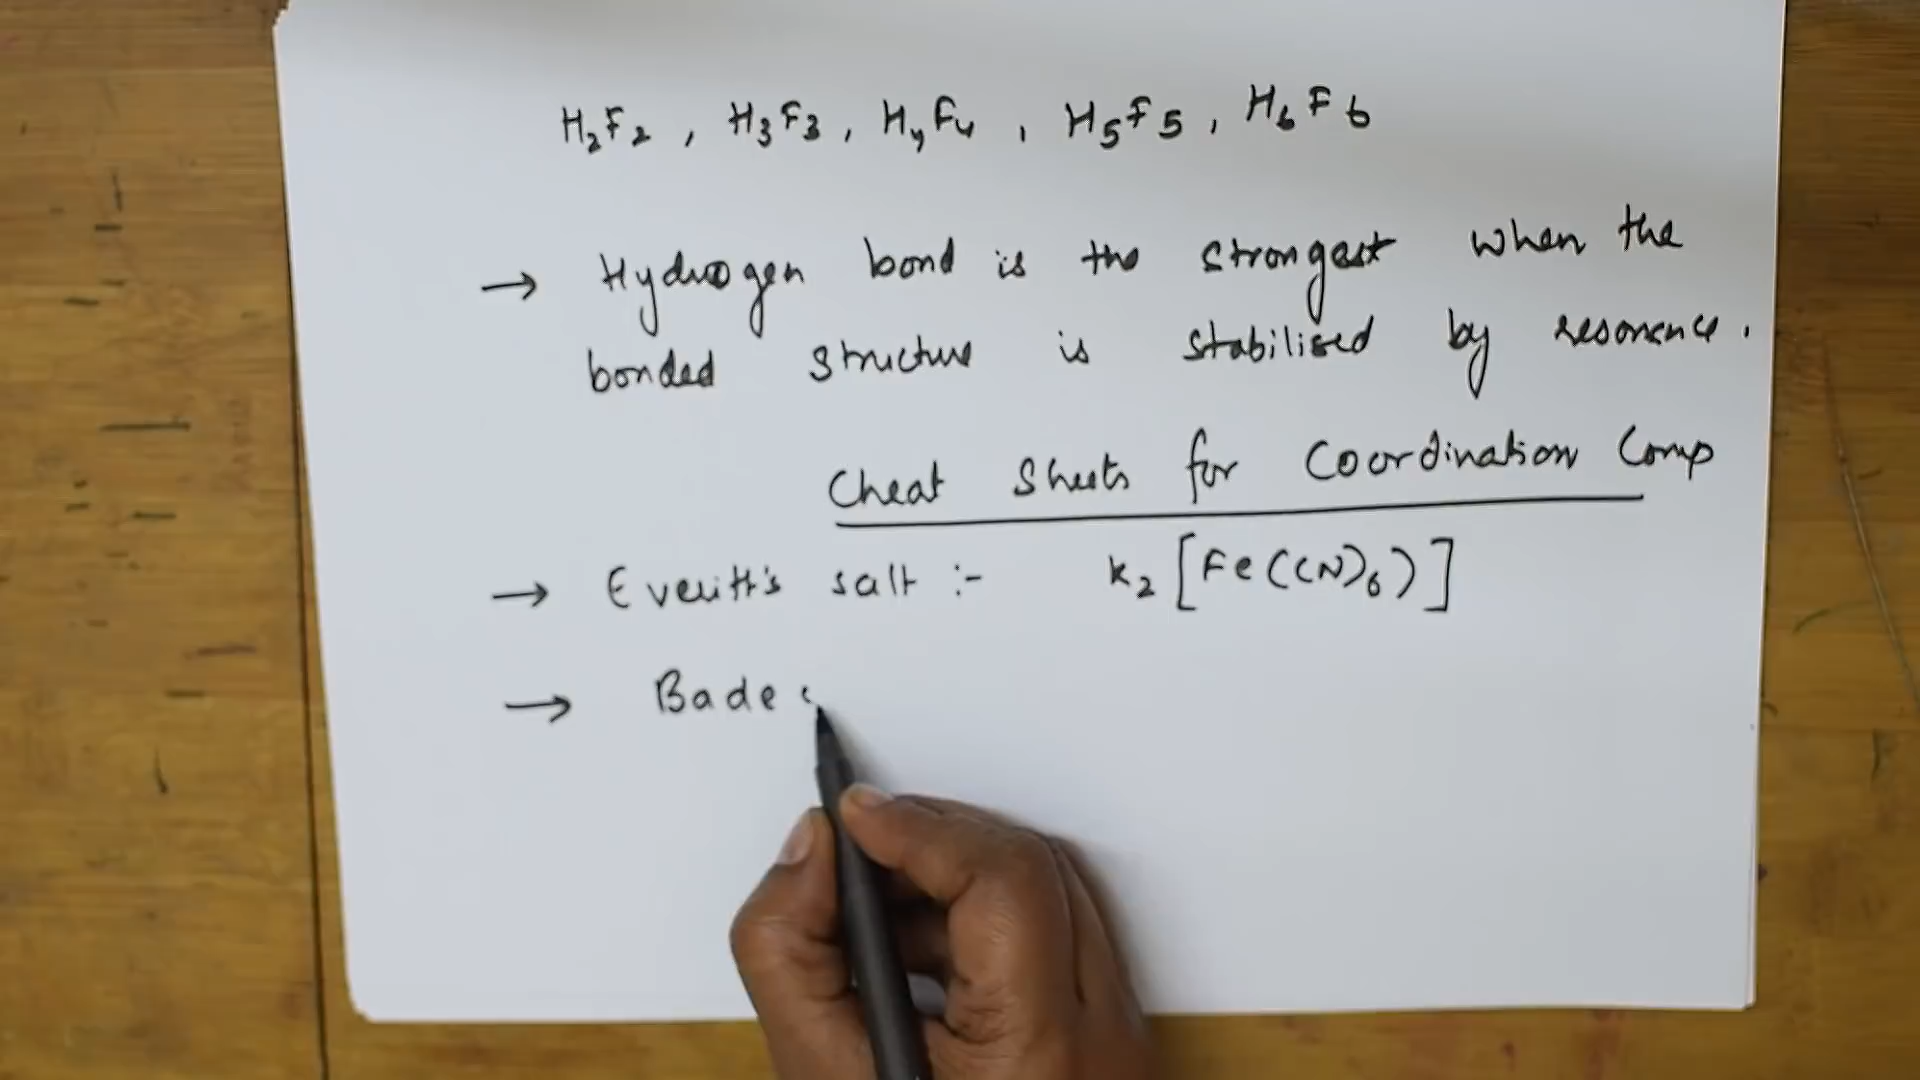 H₂F₂ , H₃F₃ , H₄F₄ , H₅F₅ , H₆F₆
→ Hydrogen bond is the strongest when the
bonded structure is stabilised by resonance.
Cheat Sheets for Coordination Comp
→ Everitt's salt :- K₂[Fe(CN)₆)]
→ Bade